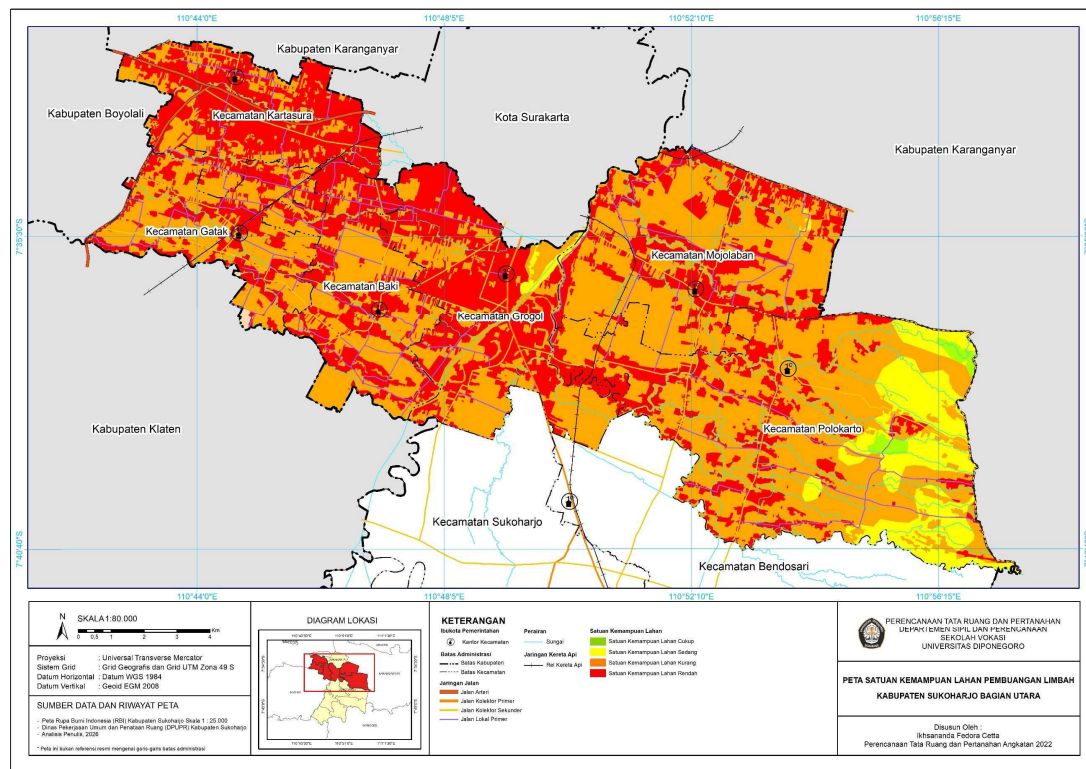 110°44'0"E
110°48'5"E
110°52'10"E
110°56'15"E
Kabupaten Karanganyar
Kabupaten Boyolali
Kecamatan Kartasura
Kota Surakarta
Kabupaten Karanganyar
7°35'30"S
Kecamatan Gatak
Kecamatan Mojolaban
Kecamatan Baki
Kecamatan Grogol
Kabupaten Klaten
Kecamatan Polokarto
Kecamatan Sukoharjo
7°40'40"S
Kecamatan Bendosari
110°44'0"E
110°48'5"E
110°52'10"E
110°56'15"E
N
SKALA 1:80.000
0 0,5 1 2 3 4
Km
Proyeksi : Universal Transverse Mercator
Sistem Grid : Grid Geografis dan Grid UTM Zona 49 S
Datum Horizontal : Datum WGS 1984
Datum Vertikal : Geoid EGM 2008
SUMBER DATA DAN RIWAYAT PETA
- Peta Rupa Bumi Indonesia (RBI) Kabupaten Sukoharjo Skala 1 : 25.000
- Dinas Pekerjaan Umum dan Penataan Ruang (DPUPR) Kabupaten Sukoharjo
- Analisis Penulis, 2026
* Peta ini bukan referensi resmi mengenai garis-garis batas administrasi
DIAGRAM LOKASI
KETERANGAN
Ibukota Pemerintahan
Kantor Kecamatan
Batas Administrasi
Batas Kabupaten
Batas Kecamatan
Jaringan Jalan
Jalan Arteri
Jalan Kolektor Primer
Jalan Kolektor Sekunder
Jalan Lokal Primer
Perairan
Sungai
Jaringan Kereta Api
Rel Kereta Api
Satuan Kemampuan Lahan
Satuan Kemampuan Lahan Cukup
Satuan Kemampuan Lahan Sedang
Satuan Kemampuan Lahan Kurang
Satuan Kemampuan Lahan Rendah
PERENCANAAN TATA RUANG DAN PERTANAHAN
DEPARTEMEN SIPIL DAN PERENCANAAN
SEKOLAH VOKASI
UNIVERSITAS DIPONEGORO
PETA SATUAN KEMAMPUAN LAHAN PEMBUANGAN LIMBAH
KABUPATEN SUKOHARJO BAGIAN UTARA
Disusun Oleh :
Ikhsananda Fedora Cetta
Perencanaan Tata Ruang dan Pertanahan Angkatan 2022